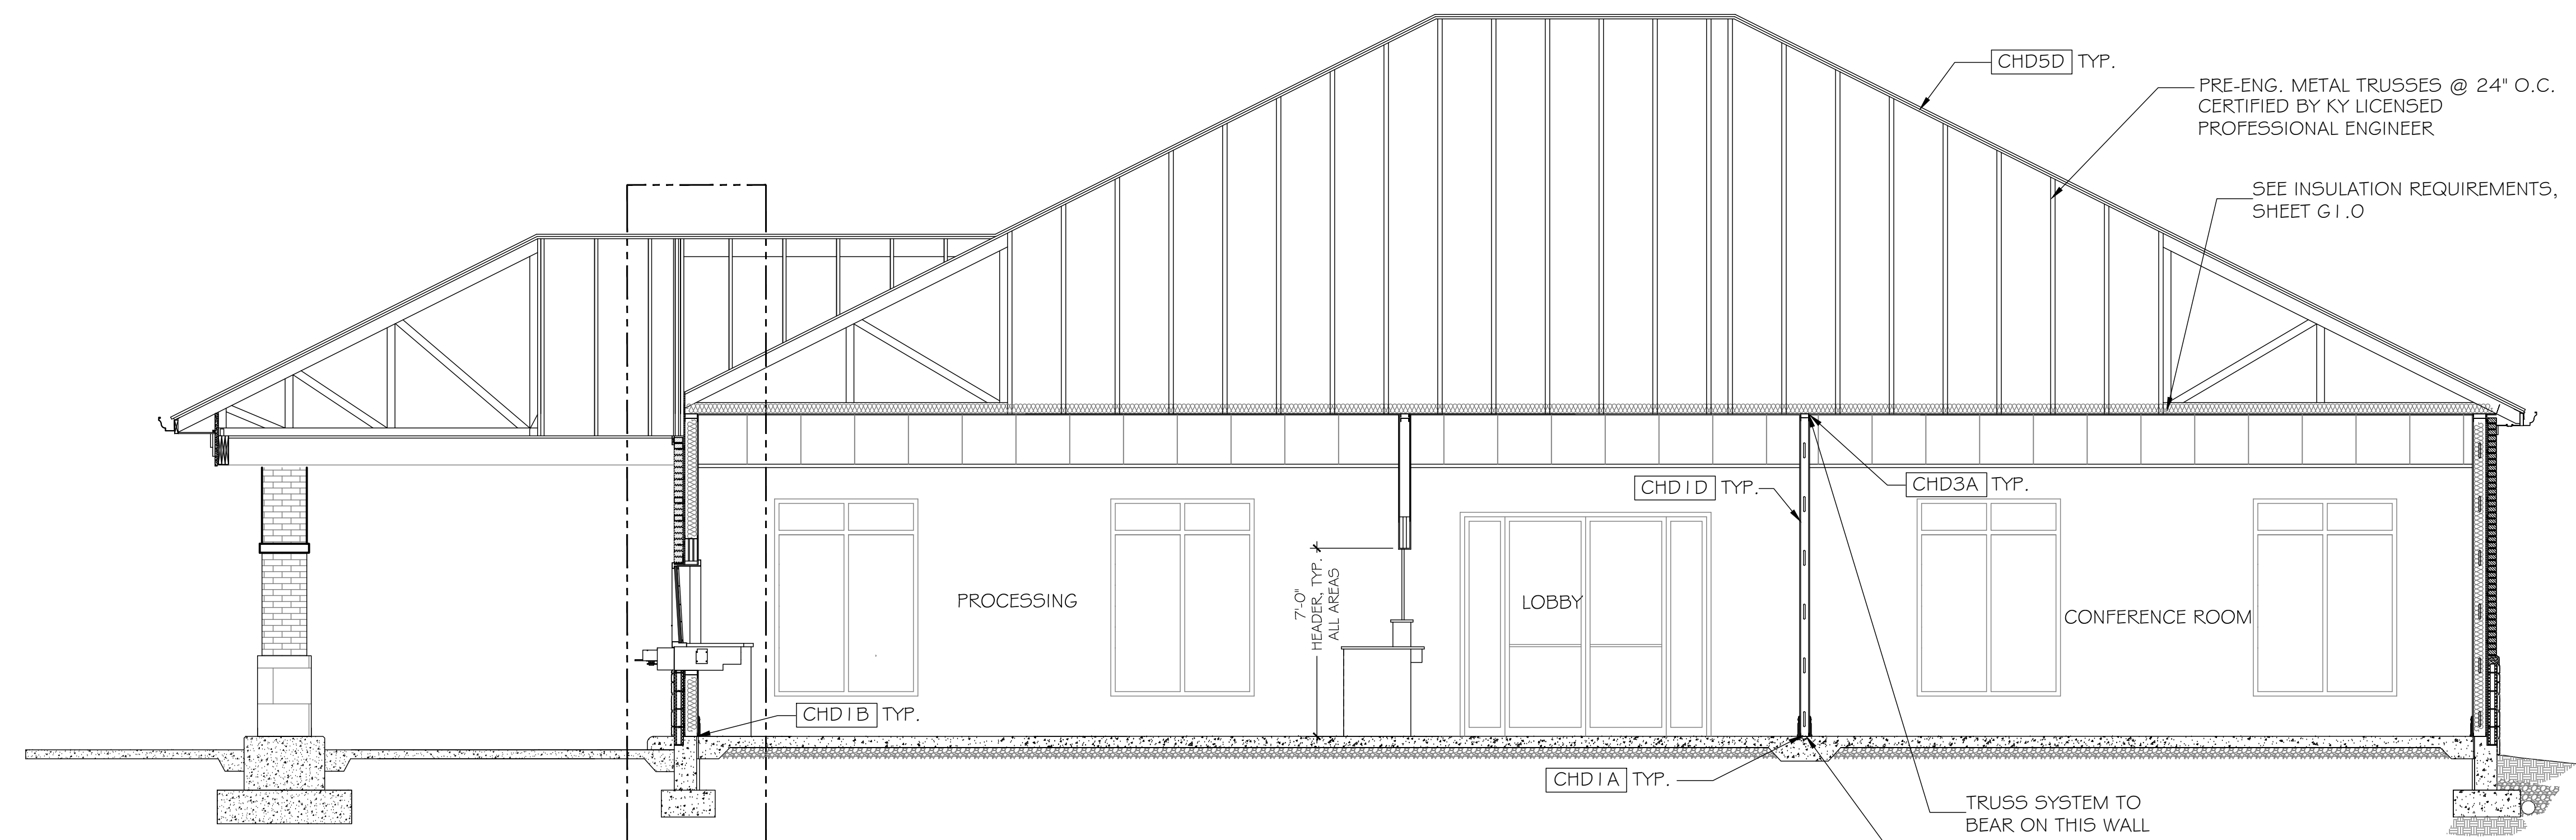 CHD5D TYP.
PRE-ENG. METAL TRUSSES @ 24" O.C.
CERTIFIED BY KY LICENSED
PROFESSIONAL ENGINEER
SEE INSULATION REQUIREMENTS,
SHEET G1.0
CHD1D TYP.
CHD3A TYP.
7'-0"
HEADER, TYP.
ALL AREAS
PROCESSING
LOBBY
CONFERENCE ROOM
CHD1B TYP.
CHD1A TYP.
TRUSS SYSTEM TO
BEAR ON THIS WALL